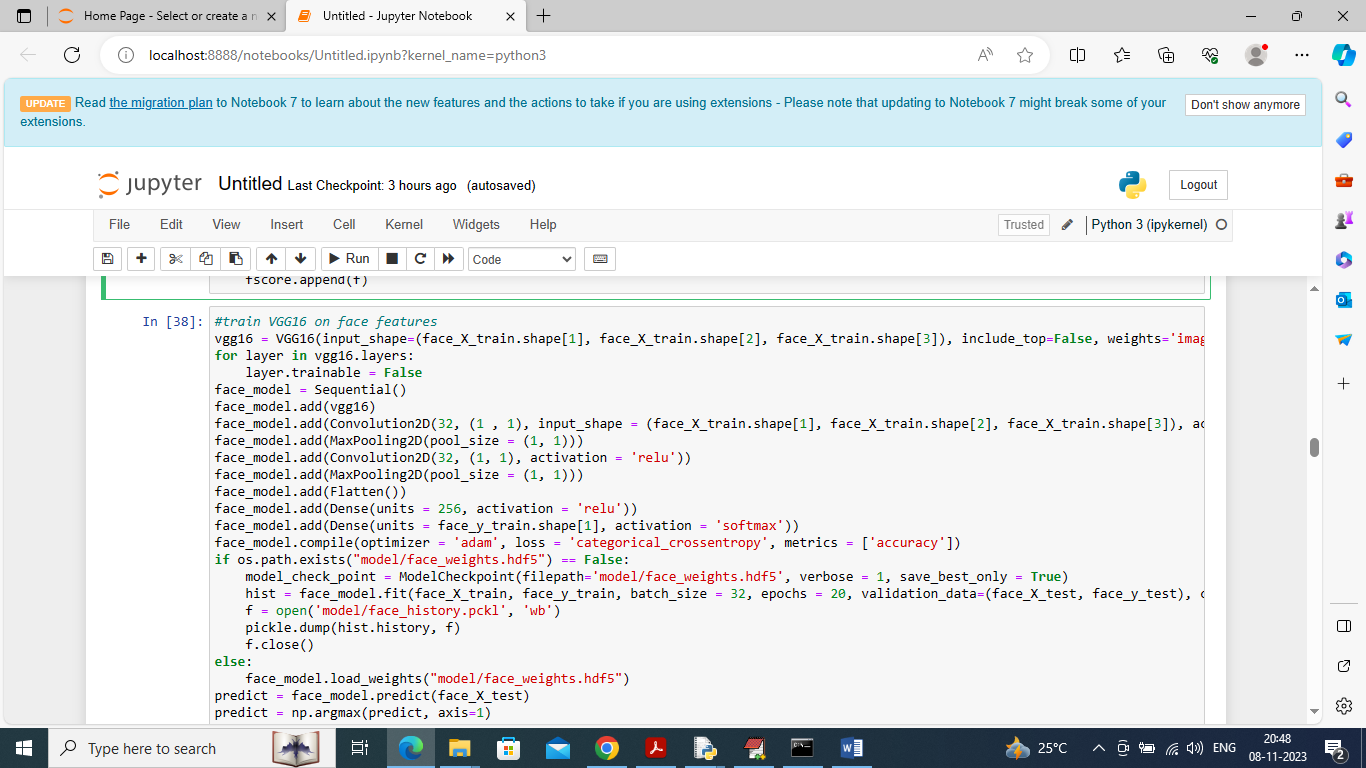 Home Page - Select or create a n
Untitled - Jupyter Notebook
localhost:8888/notebooks/Untitled.ipynb?kernel_name=python3
UPDATE Read the migration plan to Notebook 7 to learn about the new features and the actions to take if you are using extensions - Please note that updating to Notebook 7 might break some of your
extensions.
Don't show anymore
jupyter Untitled Last Checkpoint: 3 hours ago (autosaved)
Logout
File Edit View Insert Cell Kernel Widgets Help
Trusted Python 3 (ipykernel)
Run Code
fscore.append(f)
In [38]: #train VGG16 on face features
vgg16 = VGG16(input_shape=(face_X_train.shape[1], face_X_train.shape[2], face_X_train.shape[3]), include_top=False, weights='imag
for layer in vgg16.layers:
    layer.trainable = False
face_model = Sequential()
face_model.add(vgg16)
face_model.add(Convolution2D(32, (1 , 1), input_shape = (face_X_train.shape[1], face_X_train.shape[2], face_X_train.shape[3]), ac
face_model.add(MaxPooling2D(pool_size = (1, 1)))
face_model.add(Convolution2D(32, (1, 1), activation = 'relu'))
face_model.add(MaxPooling2D(pool_size = (1, 1)))
face_model.add(Flatten())
face_model.add(Dense(units = 256, activation = 'relu'))
face_model.add(Dense(units = face_y_train.shape[1], activation = 'softmax'))
face_model.compile(optimizer = 'adam', loss = 'categorical_crossentropy', metrics = ['accuracy'])
if os.path.exists("model/face_weights.hdf5") == False:
    model_check_point = ModelCheckpoint(filepath='model/face_weights.hdf5', verbose = 1, save_best_only = True)
    hist = face_model.fit(face_X_train, face_y_train, batch_size = 32, epochs = 20, validation_data=(face_X_test, face_y_test), c
    f = open('model/face_history.pckl', 'wb')
    pickle.dump(hist.history, f)
    f.close()
else:
    face_model.load_weights("model/face_weights.hdf5")
predict = face_model.predict(face_X_test)
predict = np.argmax(predict, axis=1)
Type here to search
25°C
ENG
20:48
08-11-2023
2